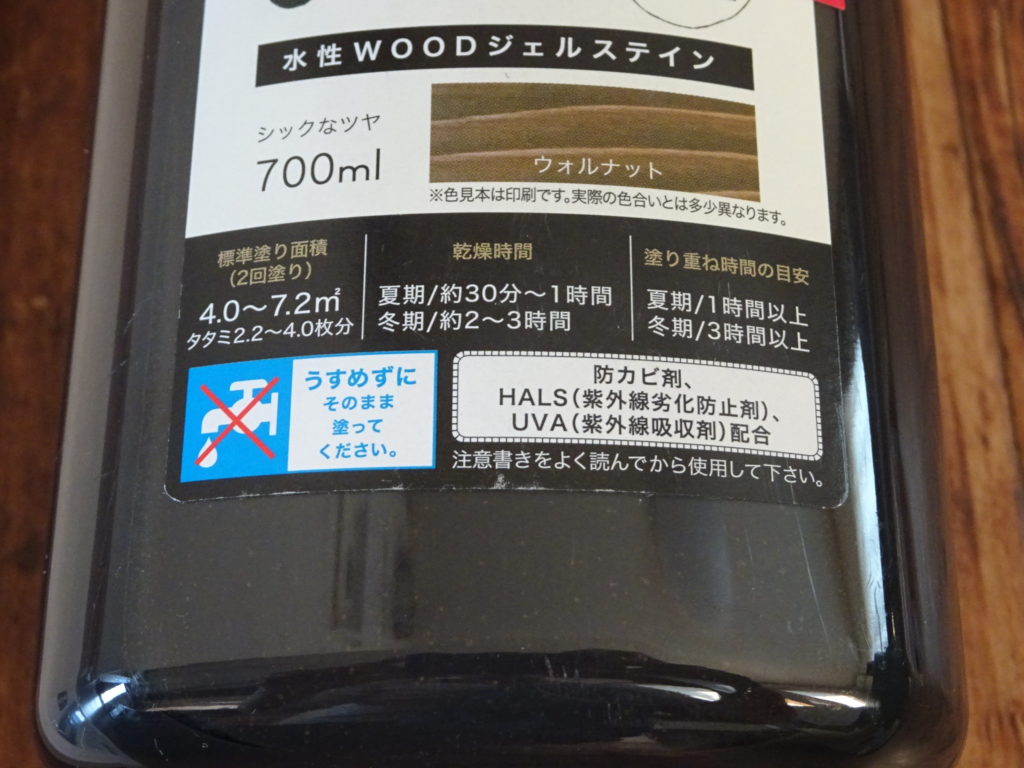 水性WOODジェルステイン
シックなツヤ
700ml
ウォルナット
※色見本は印刷です。実際の色合いとは多少異なります。
標準塗り面積
(2回塗り)
4.0〜7.2㎡
タタミ2.2〜4.0枚分
乾燥時間
夏期/約30分〜1時間
冬期/約2〜3時間
塗り重ね時間の目安
夏期/1時間以上
冬期/3時間以上
うすめずに
そのまま
塗って
ください。
防カビ剤、
HALS(紫外線劣化防止剤)、
UVA(紫外線吸収剤)配合
注意書きをよく読んでから使用して下さい。